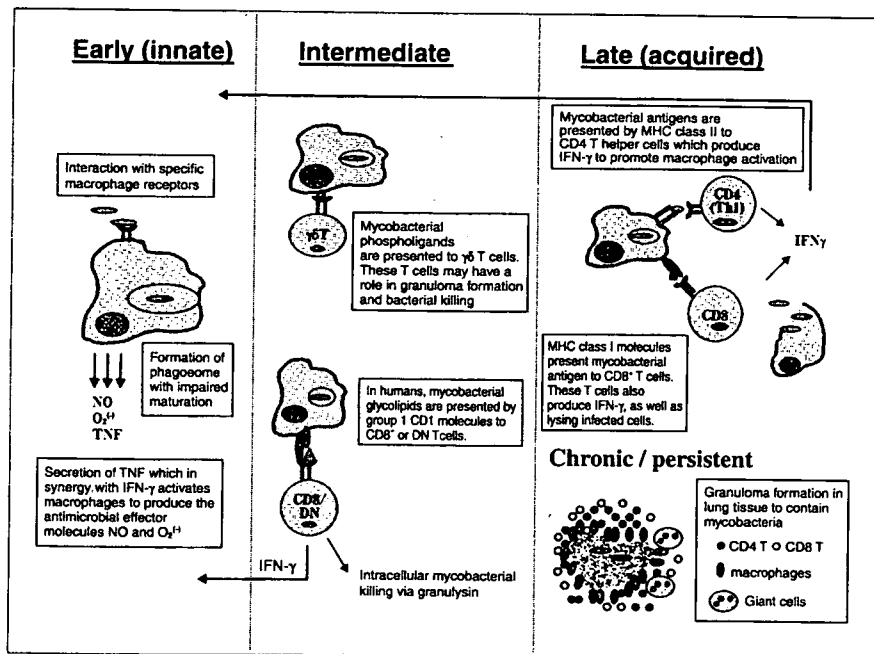 Early (innate)
Interaction with specific
macrophage receptors
Formation of
phagoeome
with impaired
maturation
NO
O₂⁽⁻⁾
TNF
Secretion of TNF which in
synergy.with IFN-γ activates
macrophages to produce the
antimicrobial effector
molecules NO and O₂⁽⁻⁾
Intermediate
γδT
Mycobacterial
phospholigands
are presented to γδ T cells.
These T cells may have a
role in granuloma formation
and bacterial killing
In humans, mycobacterial
glycolipids are presented by
group 1 CD1 molecules to
CD8⁺ or DN Tcells.
CD8/
DN
IFN-γ
Intracellular mycobacterial
killing via granulysin
Late (acquired)
Mycobacterial antigens are
presented by MHC class II to
CD4 T helper cells which produce
IFN-γ to promote macrophage activation
CD4
(Th1)
IFNγ
CD8
MHC class I molecules
present mycobacterial
antigen to CD8⁺ T cells.
These T cells also
produce IFN-γ, as well as
lysing infected cells.
Chronic / persistent
Granuloma formation in
lung tissue to contain
mycobacteria
CD4 T CD8 T
macrophages
Giant cells